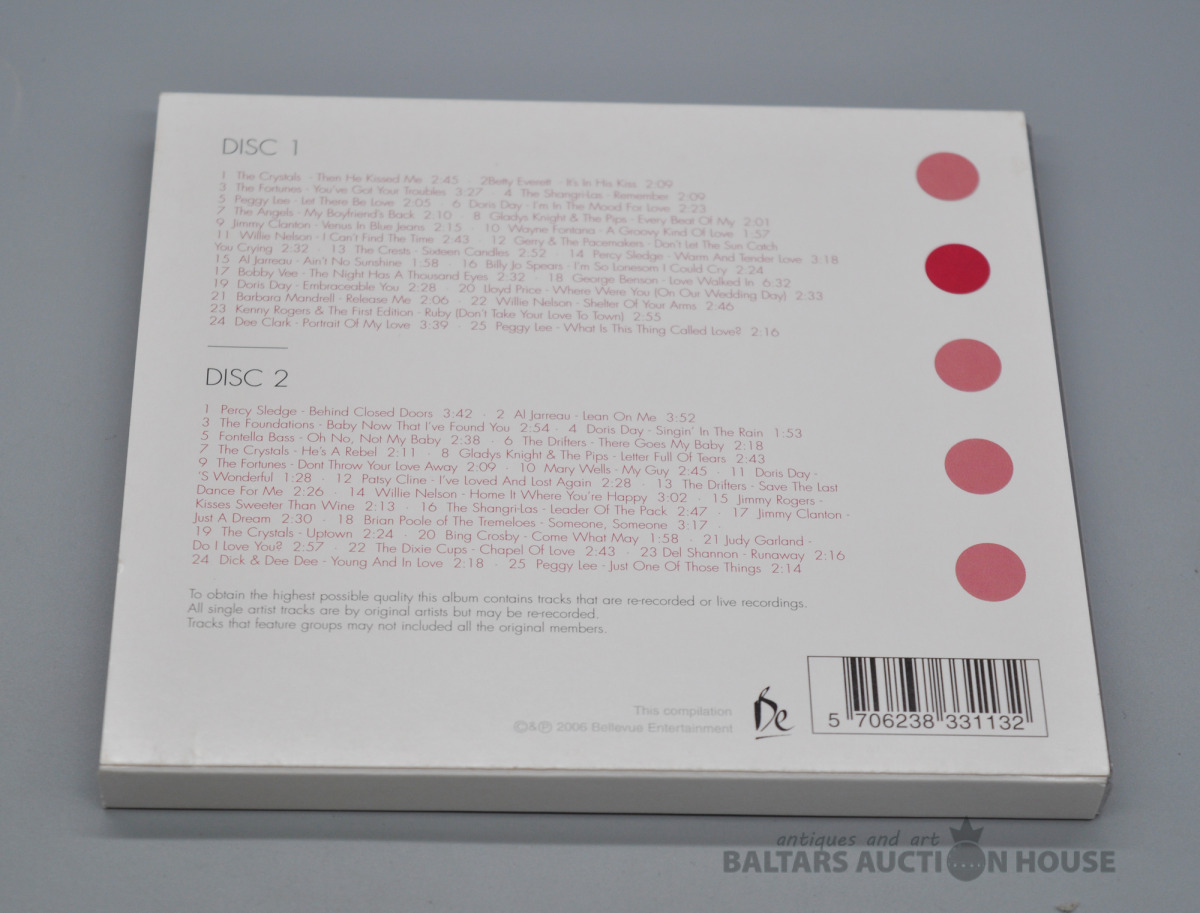 DISC 1
1 The Crystals - Then He Kissed Me 2:45 · 2Betty Everett - It's In His Kiss 2:09
3 The Fortunes - You've Got Your Troubles 3:27 · 4 The Shangri-Las - Remember 2:09
5 Peggy Lee - Let There Be Love 2:05 · 6 Doris Day - I'm In The Mood For Love 2:23
7 The Angels - My Boyfriend's Back 2:10 · 8 Gladys Knight & The Pips - Every Beat Of My 2:01
9 Jimmy Clanton - Venus In Blue Jeans 2:15 · 10 Wayne Fontana - A Groovy Kind Of Love 1:57
11 Willie Nelson - I Can't Find The Time 2:43 · 12 Gerry & The Pacemakers - Don't Let The Sun Catch
You Crying 2:32 · 13 The Crests - Sixteen Candles 2:52 · 14 Percy Sledge - Warm And Tender Love 3:18
15 Al Jarreau - Ain't No Sunshine 1:58 · 16 Billy Jo Spears - I'm So Lonesom I Could Cry 2:24
17 Bobby Vee - The Night Has A Thousand Eyes 2:32 · 18 George Benson - Love Walked In 6:32
19 Doris Day - Embraceable You 2:28 · 20 Lloyd Price - Where Were You (On Our Wedding Day) 2:33
21 Barbara Mandrell - Release Me 2:06 · 22 Willie Nelson - Shelter Of Your Arms 2:46
23 Kenny Rogers & The First Edition - Ruby (Don't Take Your Love To Town) 2:55
24 Dee Clark - Portrait Of My Love 3:39 · 25 Peggy Lee - What Is This Thing Called Love? 2:16
DISC 2
1 Percy Sledge - Behind Closed Doors 3:42 · 2 Al Jarreau - Lean On Me 3:52
3 The Foundations - Baby Now That I've Found You 2:54 · 4 Doris Day - Singin' In The Rain 1:53
5 Fontella Bass - Oh No, Not My Baby 2:38 · 6 The Drifters - There Goes My Baby 2:18
7 The Crystals - He's A Rebel 2:11 · 8 Gladys Knight & The Pips - Letter Full Of Tears 2:43
9 The Fortunes - Dont Throw Your Love Away 2:09 · 10 Mary Wells - My Guy 2:45 · 11 Doris Day -
'S Wonderful 1:28 · 12 Patsy Cline - I've Loved And Lost Again 2:28 · 13 The Drifters - Save The Last
Dance For Me 2:26 · 14 Willie Nelson - Home It Where You're Happy 3:02 · 15 Jimmy Rogers -
Kisses Sweeter Than Wine 2:13 · 16 The Shangri-Las - Leader Of The Pack 2:47 · 17 Jimmy Clanton -
Just A Dream 2:30 · 18 Brian Poole of The Tremeloes - Someone, Someone 3:17 ·
19 The Crystals - Uptown 2:24 · 20 Bing Crosby - Come What May 1:58 · 21 Judy Garland -
Do I Love You? 2:57 · 22 The Dixie Cups - Chapel Of Love 2:43 · 23 Del Shannon - Runaway 2:16
24 Dick & Dee Dee - Young And In Love 2:18 · 25 Peggy Lee - Just One Of Those Things 2:14
To obtain the highest possible quality this album contains tracks that are re-recorded or live recordings.
All single artist tracks are by original artists but may be re-recorded.
Tracks that feature groups may not included all the original members.
This compilation
©&℗ 2006 Bellevue Entertainment
Be
5 706238 331132
antiques and art
BALTARS AUCTION HOUSE